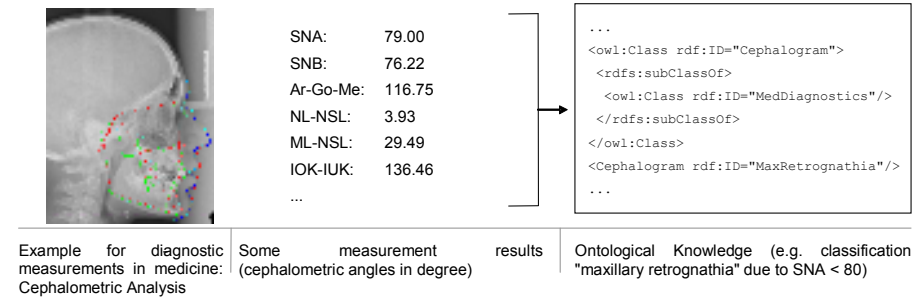 SNA: 79.00
SNB: 76.22
Ar-Go-Me: 116.75
NL-NSL: 3.93
ML-NSL: 29.49
IOK-IUK: 136.46
...
...
<owl:Class rdf:ID="Cephalogram">
<rdfs:subClassOf>
<owl:Class rdf:ID="MedDiagnostics"/>
</rdfs:subClassOf>
</owl:Class>
<Cephalogram rdf:ID="MaxRetrognathia"/>
...
Example for diagnostic
measurements in medicine:
Cephalometric Analysis
Some measurement results
(cephalometric angles in degree)
Ontological Knowledge (e.g. classification
"maxillary retrognathia" due to SNA < 80)